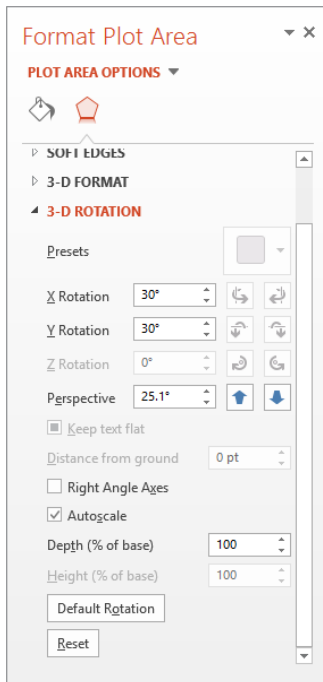 Format Plot Area
PLOT AREA OPTIONS
SOFT EDGES
3-D FORMAT
3-D ROTATION
Presets
X Rotation 30°
Y Rotation 30°
Z Rotation 0°
Perspective 25.1°
Keep text flat
Distance from ground 0 pt
Right Angle Axes
Autoscale
Depth (% of base) 100
Height (% of base) 100
Default Rotation
Reset